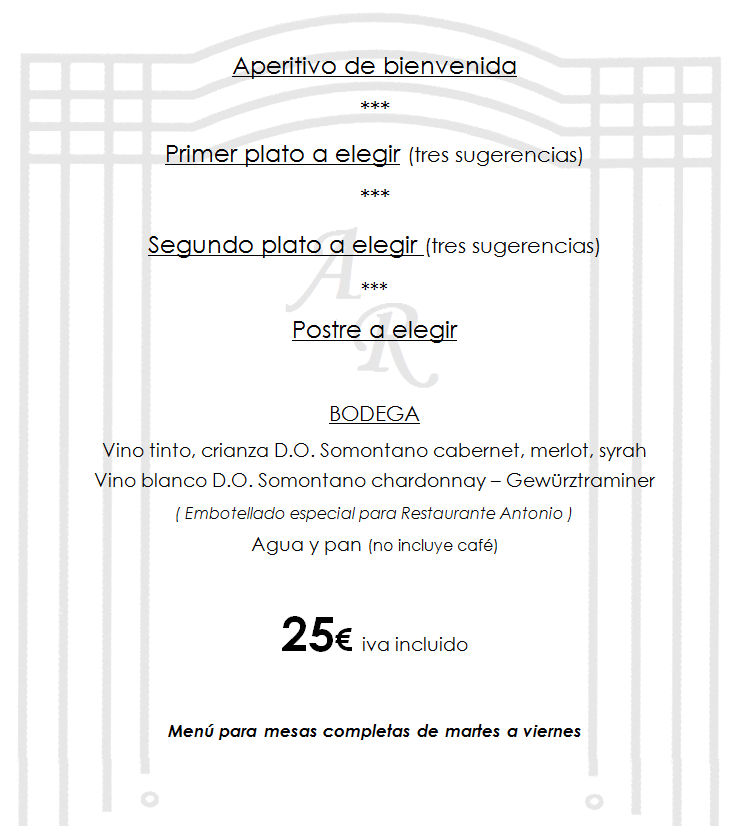 Aperitivo de bienvenida
***
Primer plato a elegir (tres sugerencias)
***
Segundo plato a elegir (tres sugerencias)
***
Postre a elegir
AR
BODEGA
Vino tinto, crianza D.O. Somontano cabernet, merlot, syrah
Vino blanco D.O. Somontano chardonnay – Gewürztraminer
( Embotellado especial para Restaurante Antonio )
Agua y pan (no incluye café)
25€ iva incluido
Menú para mesas completas de martes a viernes